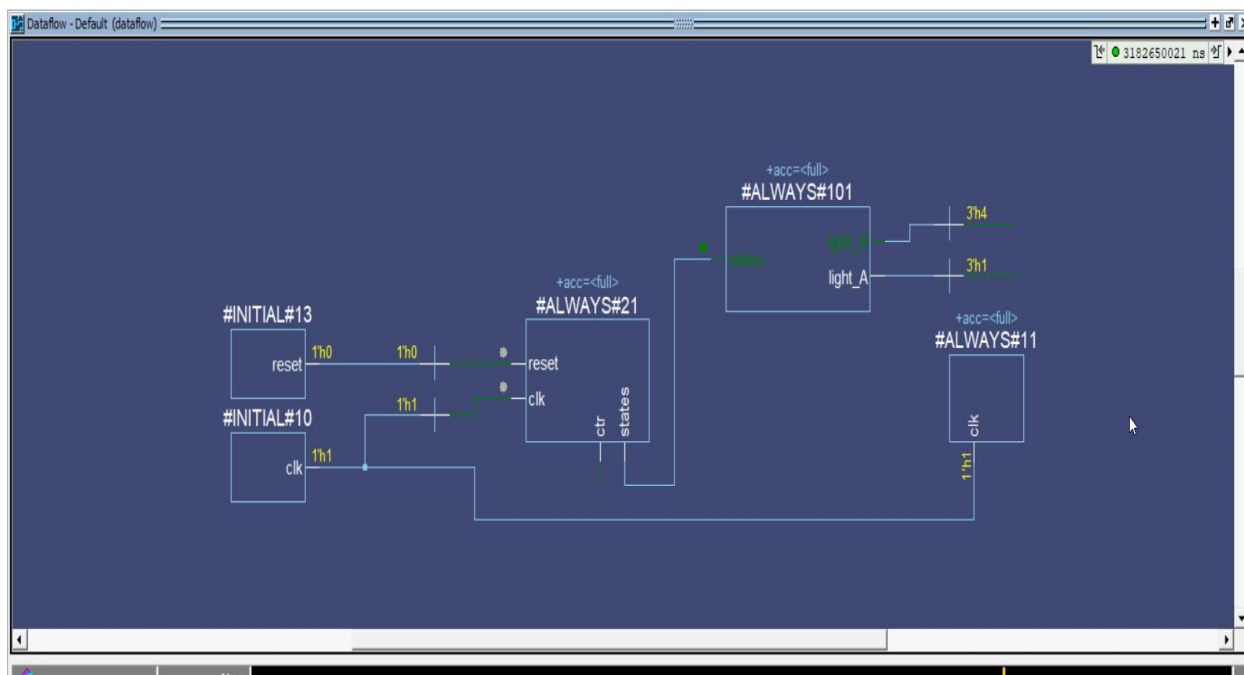 Dataflow - Default (dataflow)
3182650021 ns
+acc=<full>
#ALWAYS#101
3'h4
light_B
states
3'h1
light_A
+acc=<full>
#ALWAYS#21
+acc=<full>
#ALWAYS#11
#INITIAL#13
1'h0
1'h0
reset
reset
1'h1
clk
#INITIAL#10
ctr
states
clk
1'h1
clk
1'h1